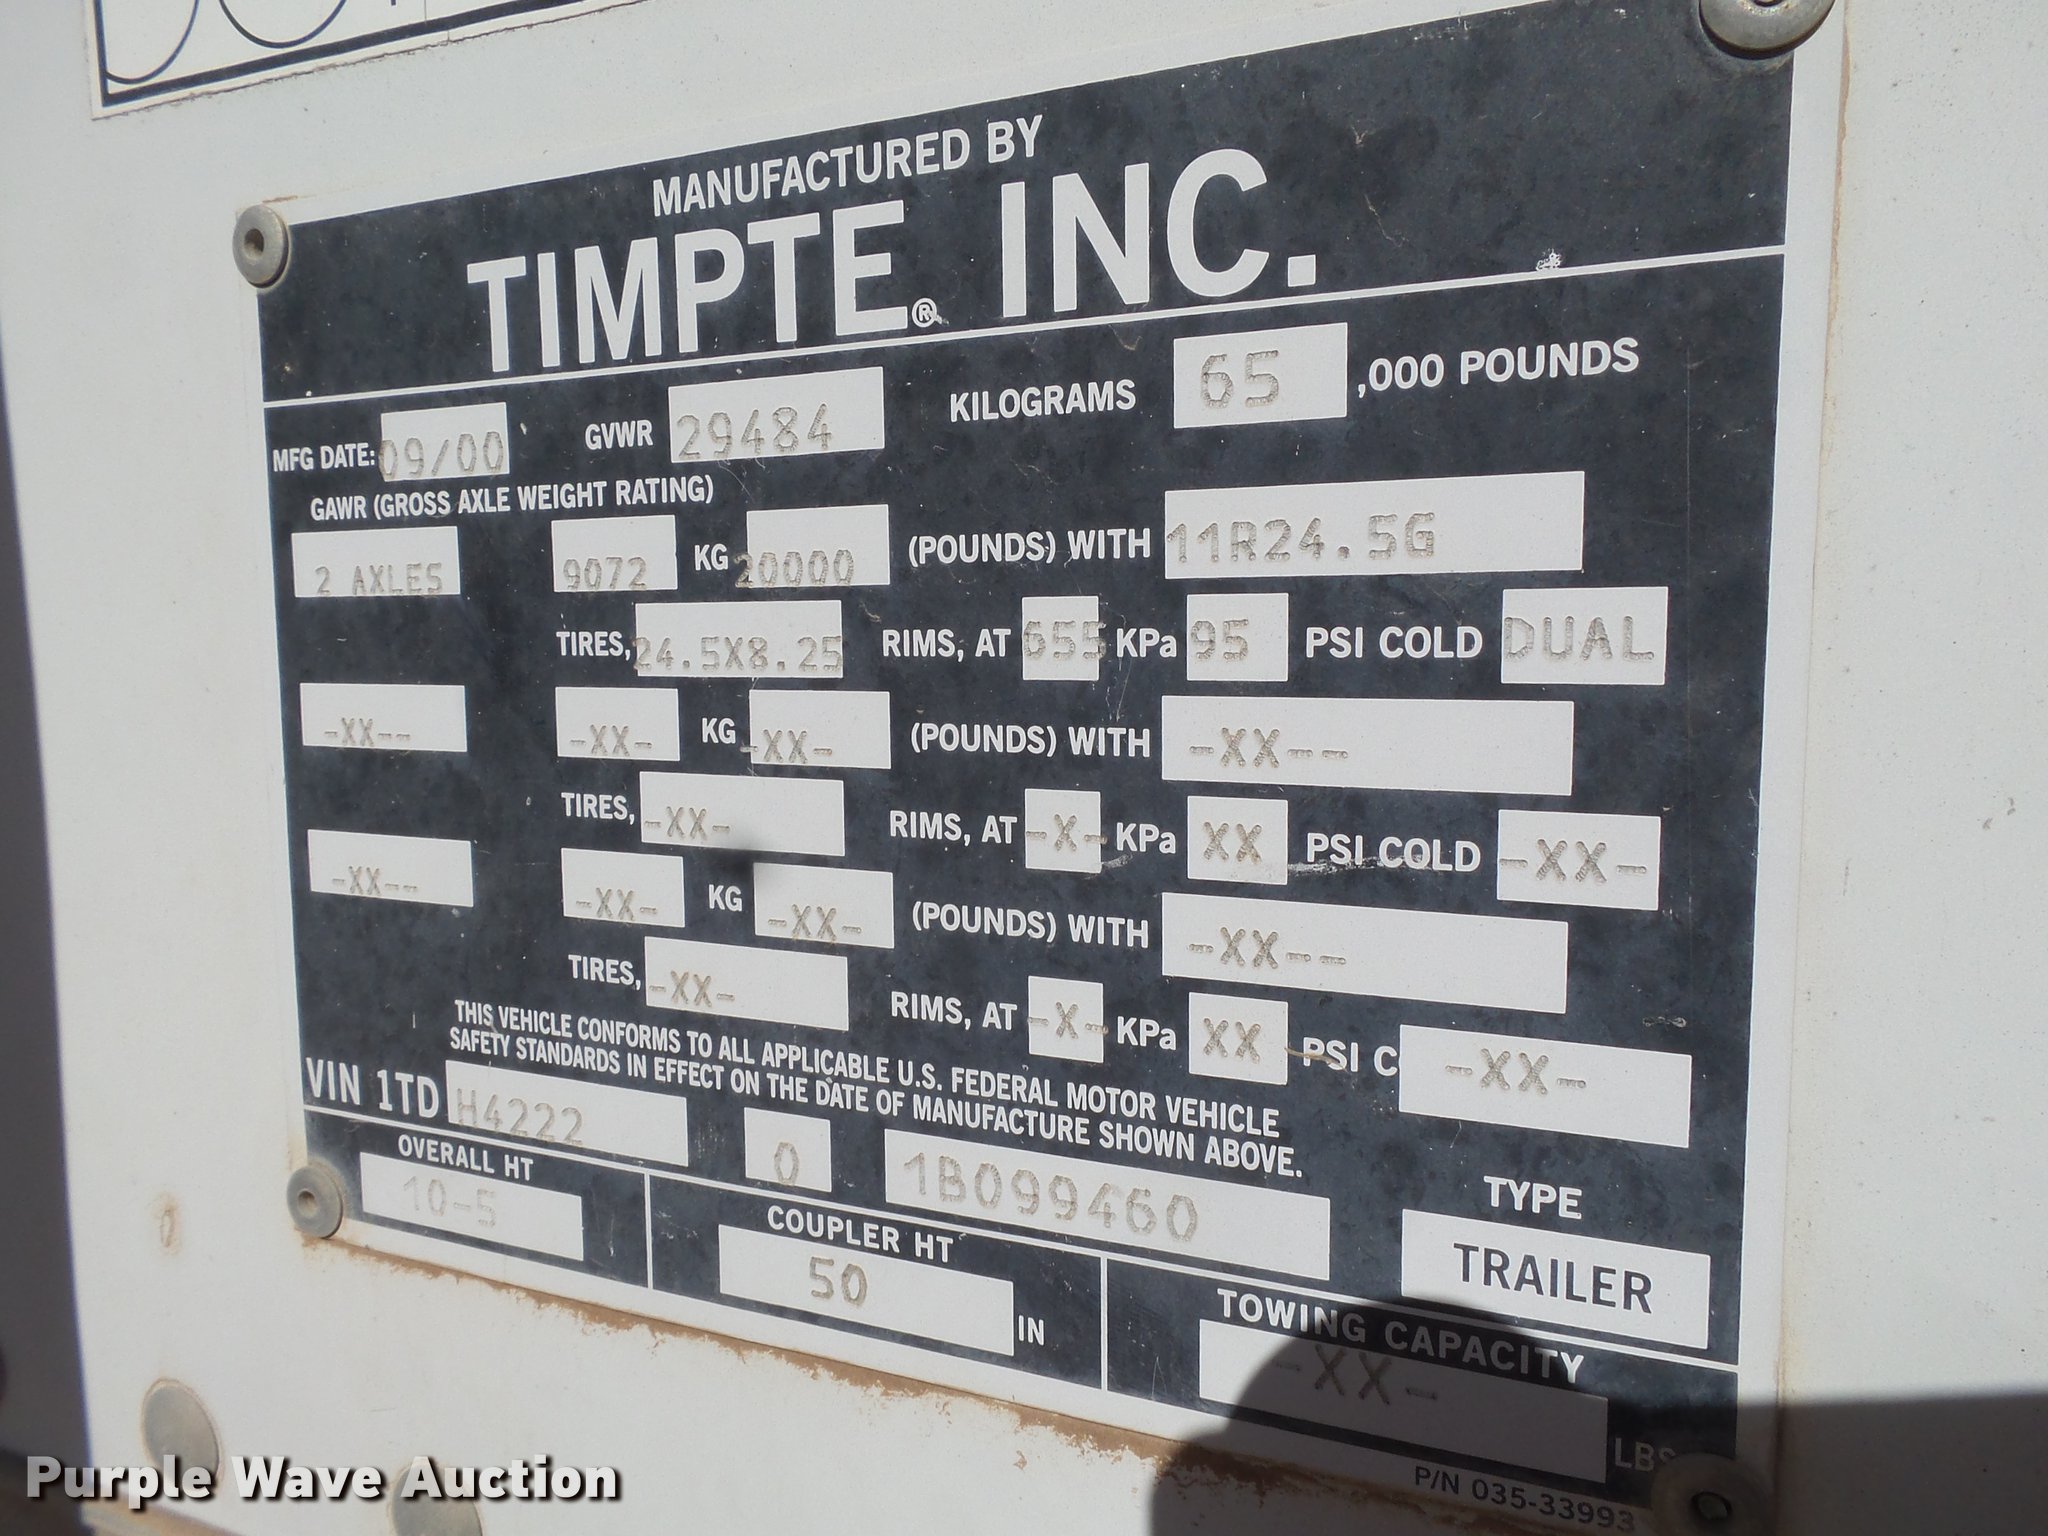 MANUFACTURED BY
TIMPTE® INC.
MFG DATE: 09/00 GVWR 29484 KILOGRAMS 65 ,000 POUNDS
GAWR (GROSS AXLE WEIGHT RATING)
2 AXLES 9072 KG 20000 (POUNDS) WITH 11R24.5G
TIRES, 24.5X8.25 RIMS, AT 655 KPa 95 PSI COLD DUAL
-XX-- -XX- KG -XX- (POUNDS) WITH -XX--
TIRES, -XX- RIMS, AT -X- KPa XX PSI COLD -XX-
-XX-- -XX- KG -XX- (POUNDS) WITH -XX--
TIRES, -XX- RIMS, AT -X- KPa XX PSI C -XX-
THIS VEHICLE CONFORMS TO ALL APPLICABLE U.S. FEDERAL MOTOR VEHICLE
SAFETY STANDARDS IN EFFECT ON THE DATE OF MANUFACTURE SHOWN ABOVE.
VIN 1TD H4222 0 1B099460
TYPE
TRAILER
OVERALL HT
10-5
COUPLER HT
50 IN
TOWING CAPACITY
-XX- LBS
P/N 035-33993
Purple Wave Auction